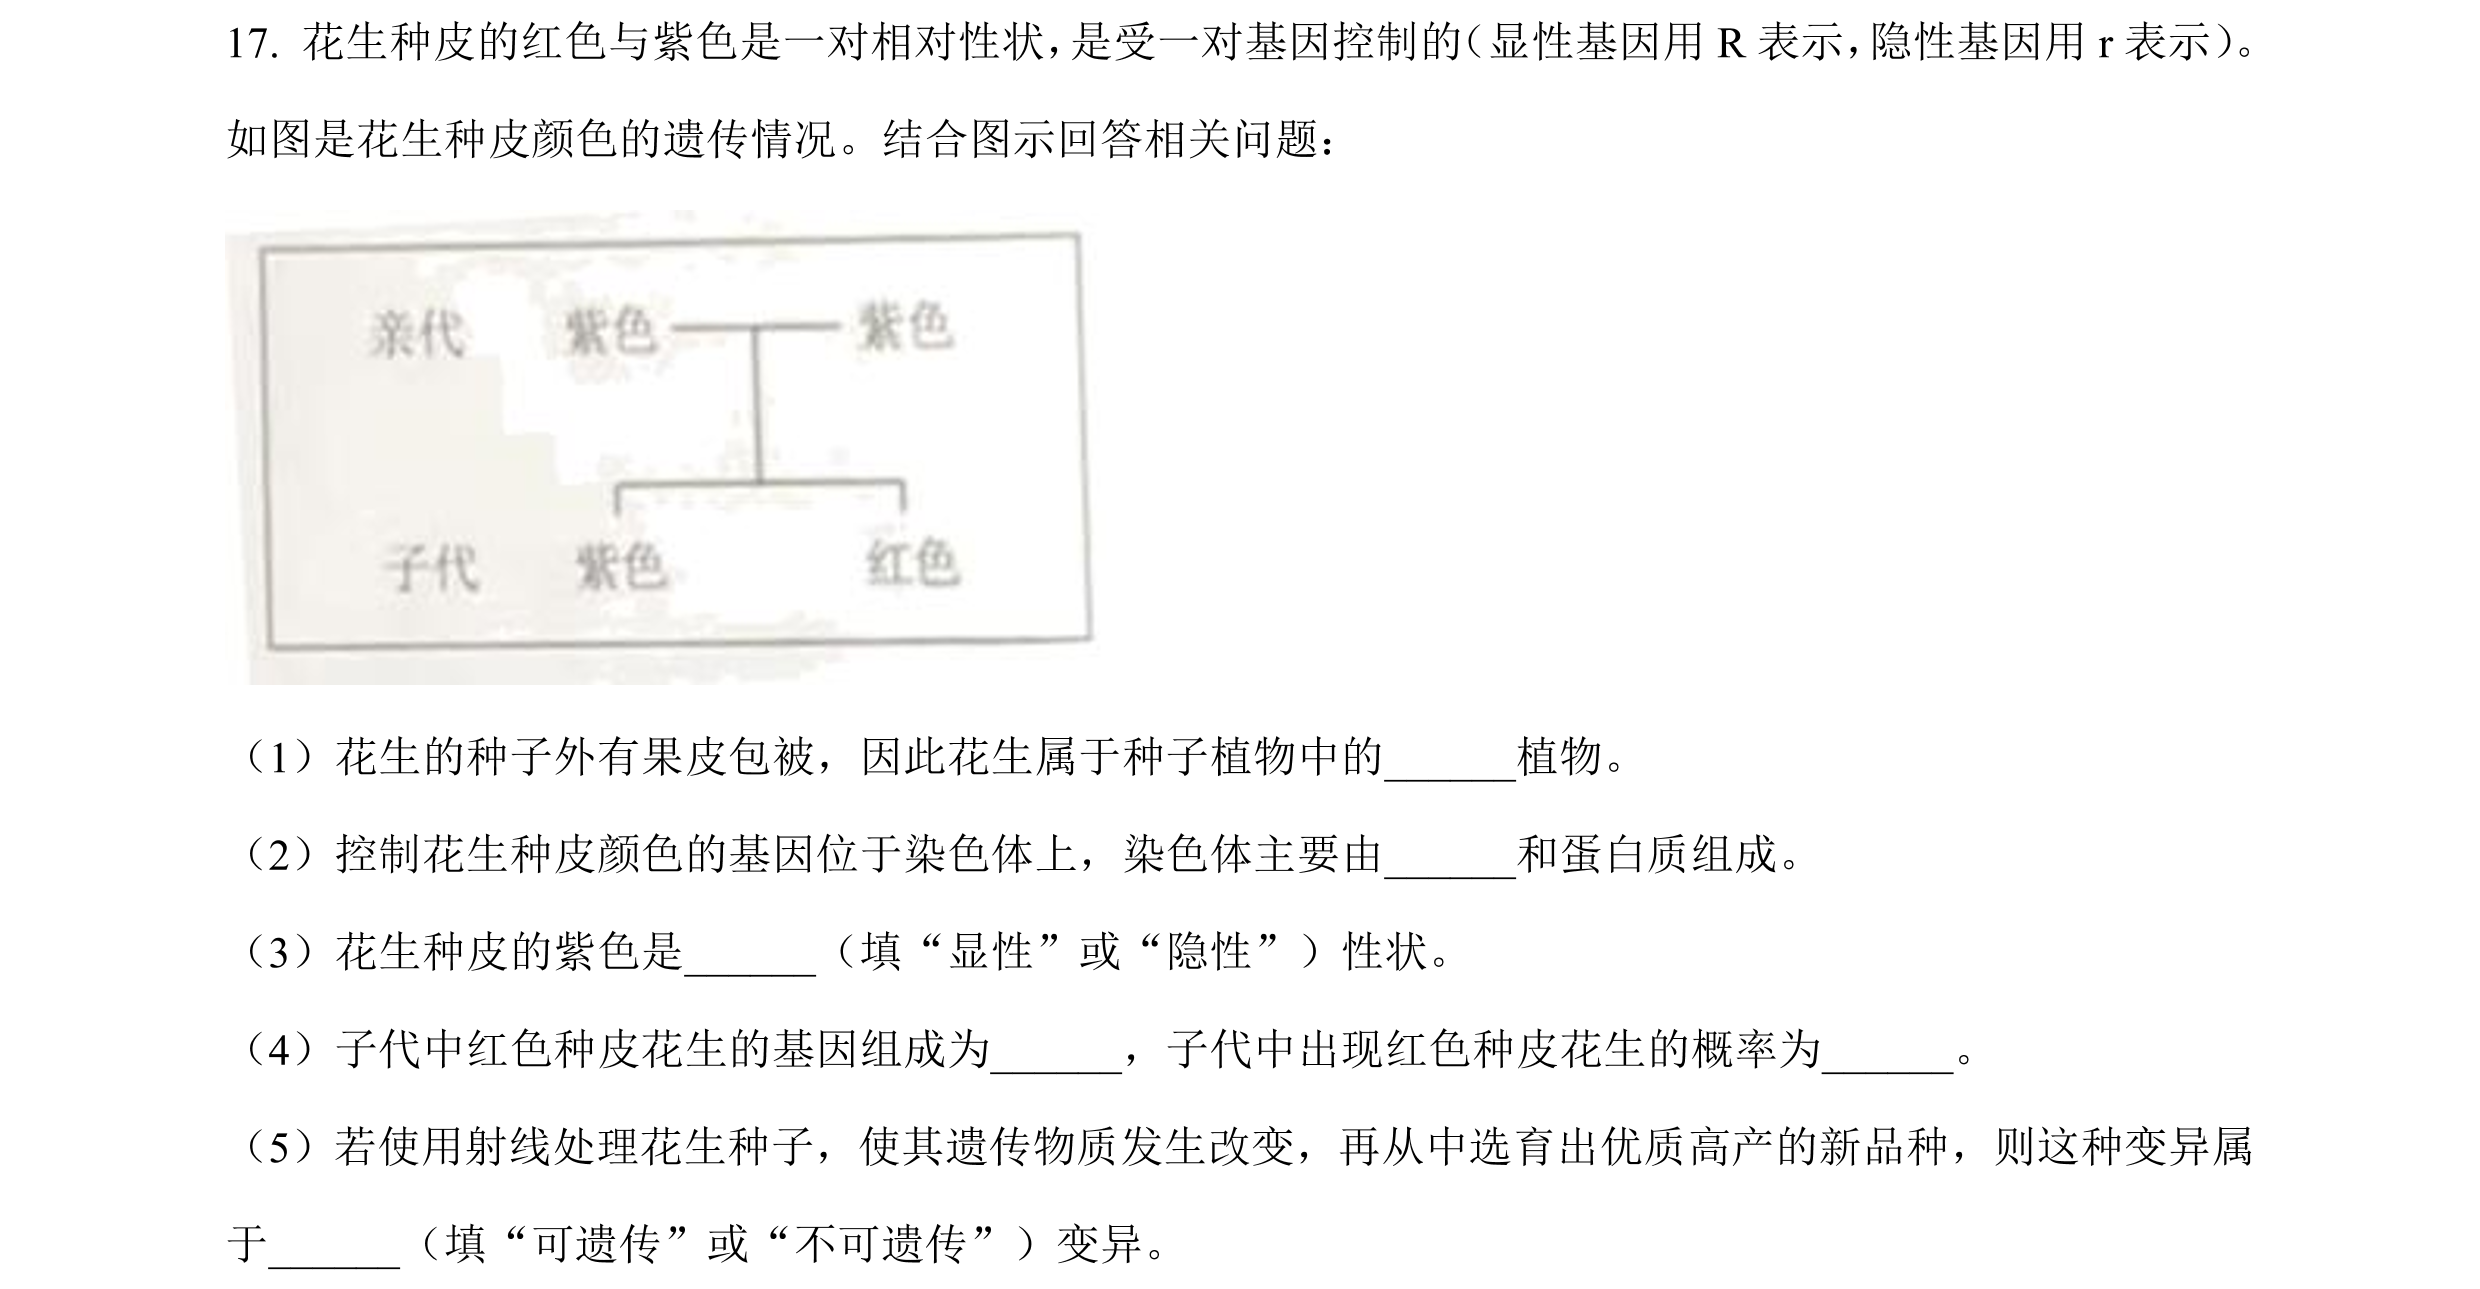 17. 花生种皮的红色与紫色是一对相对性状，是受一对基因控制的（显性基因用 R 表示，隐性基因用 r 表示）。
如图是花生种皮颜色的遗传情况。结合图示回答相关问题：
亲代 紫色 紫色
子代 紫色 红色
（1）花生的种子外有果皮包被，因此花生属于种子植物中的______植物。
（2）控制花生种皮颜色的基因位于染色体上，染色体主要由______和蛋白质组成。
（3）花生种皮的紫色是______（填“显性”或“隐性”）性状。
（4）子代中红色种皮花生的基因组成为______，子代中出现红色种皮花生的概率为______。
（5）若使用射线处理花生种子，使其遗传物质发生改变，再从中选育出优质高产的新品种，则这种变异属
于______（填“可遗传”或“不可遗传”）变异。